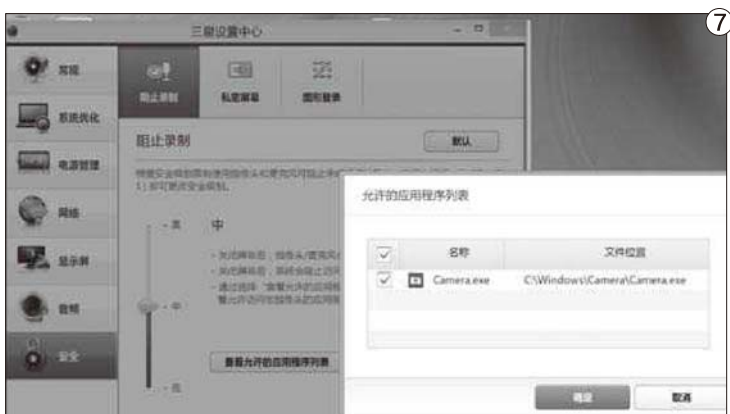 ⑦
三星设置中心
常规
系统优化
电源管理
网络
显示屏
音频
安全
阻止录制
私密屏幕
图形登录
阻止录制
默认
- 高
中
- 中
- 低
查看允许的应用程序列表
允许的应用程序列表
名称 文件位置
Camera.exe C:\Windows\Camera\Camera.exe
确定 取消